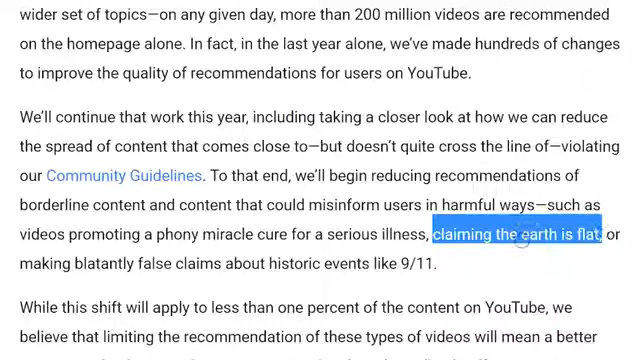 wider set of topics—on any given day, more than 200 million videos are recommended
on the homepage alone. In fact, in the last year alone, we’ve made hundreds of changes
to improve the quality of recommendations for users on YouTube.
We’ll continue that work this year, including taking a closer look at how we can reduce
the spread of content that comes close to—but doesn’t quite cross the line of—violating
our Community Guidelines. To that end, we’ll begin reducing recommendations of
borderline content and content that could misinform users in harmful ways—such as
videos promoting a phony miracle cure for a serious illness, claiming the earth is flat, or
making blatantly false claims about historic events like 9/11.
While this shift will apply to less than one percent of the content on YouTube, we
believe that limiting the recommendation of these types of videos will mean a better